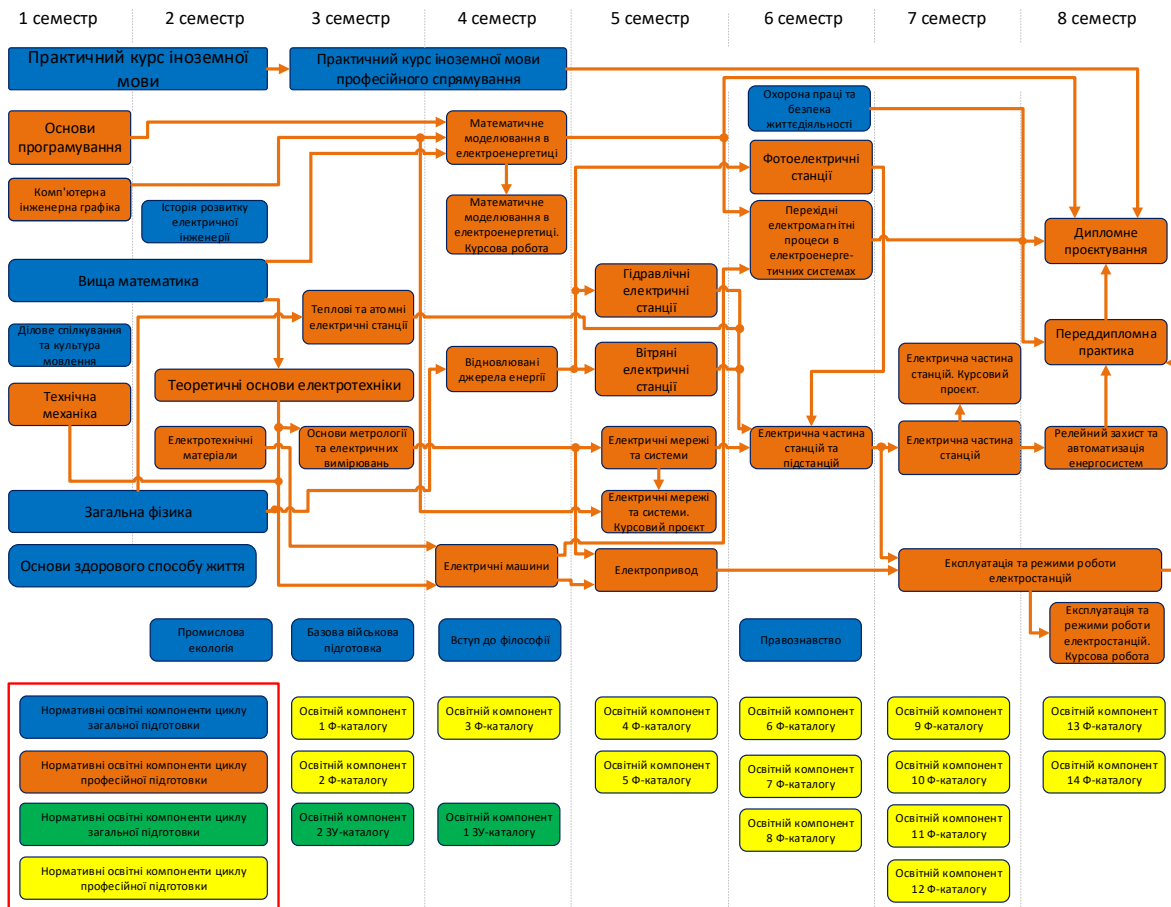 1 семестр
2 семестр
3 семестр
4 семестр
5 семестр
6 семестр
7 семестр
8 семестр
Практичний курс іноземної
мови
Практичний курс іноземної мови
професійного спрямування
Охорона праці та
безпека
життєдіяльності
Основи
програмування
Математичне
моделювання в
електроенергетиці
Фотоелектричні
станції
Комп'ютерна
інженерна графіка
Історія розвитку
електричної
інженерії
Математичне
моделювання в
електроенергетиці.
Курсова робота
Перехідні
електромагнітні
процеси в
електроенерге-
тичних системах
Дипломне
проєктування
Вища математика
Гідравлічні
електричні
станції
Теплові та атомні
електричні станції
Ділове спілкування
та культура
мовлення
Переддипломна
практика
Відновлювані
джерела енергії
Вітряні
електричні
станції
Електрична частина
станцій. Курсовий
проєкт.
Теоретичні основи електротехніки
Технічна
механіка
Електротехнічні
матеріали
Основи метрології
та електричних
вимірювань
Електричні мережі
та системи
Електрична частина
станцій та
підстанцій
Електрична частина
станцій
Релейний захист та
автоматизація
енергосистем
Загальна фізика
Електричні мережі
та системи.
Курсовий проєкт
Основи здорового способу життя
Електричні машини
Електропривод
Експлуатація та режими роботи
електростанцій
Промислова
екологія
Базова військова
підготовка
Вступ до філософії
Правознавство
Експлуатація та
режими роботи
електростанцій.
Курсова робота
Нормативні освітні компоненти циклу
загальної підготовки
Освітній компонент
1 Ф-каталогу
Освітній компонент
3 Ф-каталогу
Освітній компонент
4 Ф-каталогу
Освітній компонент
6 Ф-каталогу
Освітній компонент
9 Ф-каталогу
Освітній компонент
13 Ф-каталогу
Нормативні освітні компоненти циклу
професійної підготовки
Освітній компонент
2 Ф-каталогу
Освітній компонент
5 Ф-каталогу
Освітній компонент
7 Ф-каталогу
Освітній компонент
10 Ф-каталогу
Освітній компонент
14 Ф-каталогу
Нормативні освітні компоненти циклу
загальної підготовки
Освітній компонент
2 ЗУ-каталогу
Освітній компонент
1 ЗУ-каталогу
Освітній компонент
8 Ф-каталогу
Освітній компонент
11 Ф-каталогу
Нормативні освітні компоненти циклу
професійної підготовки
Освітній компонент
12 Ф-каталогу